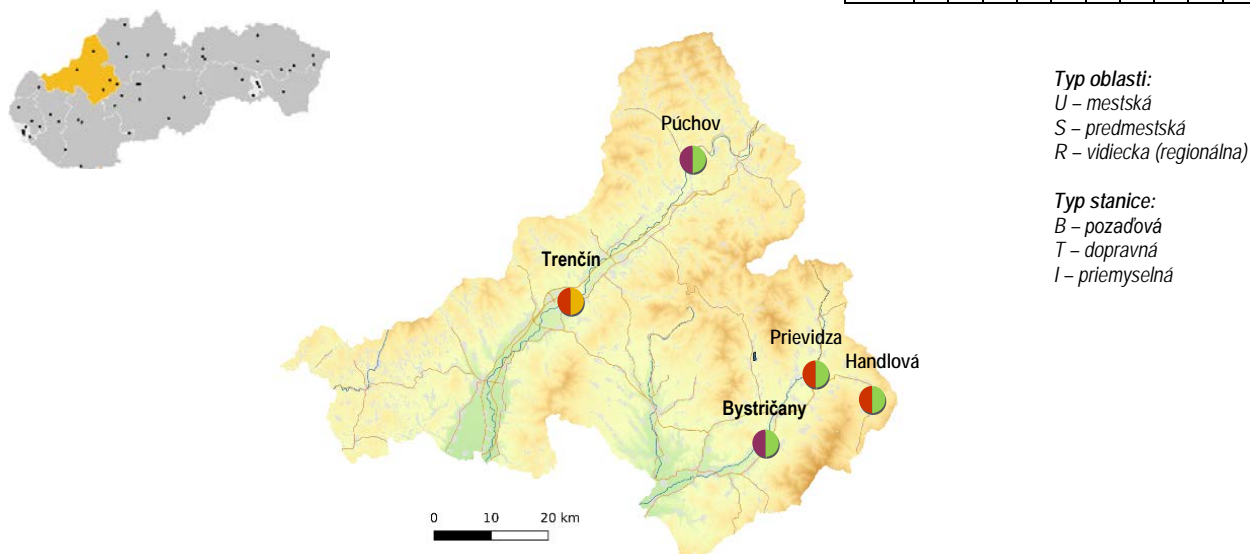 Typ oblasti:
U – mestská
S – predmestská
R – vidiecka (regionálna)
Typ stanice:
B – pozaďová
T – dopravná
I – priemyselná
Púchov
Trenčín
Prievidza
Handlová
Bystričany
0 10 20 km